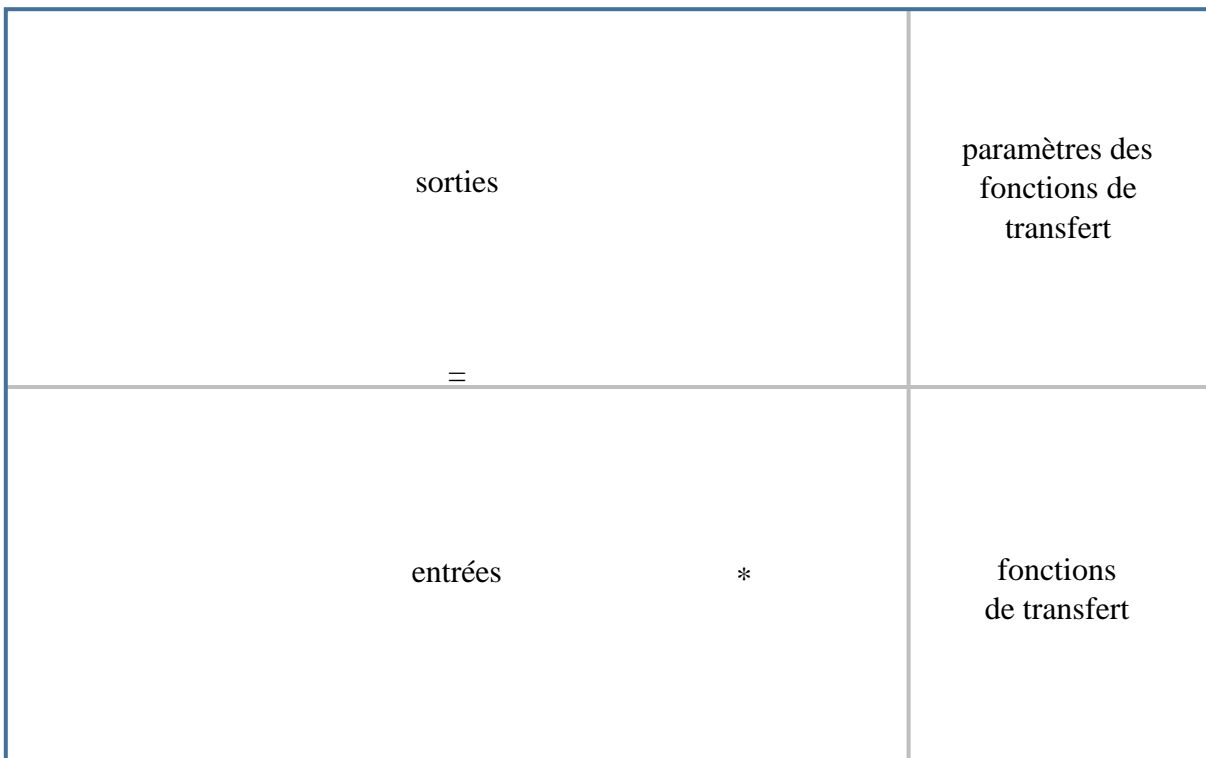 sorties
paramètres des
fonctions de
transfert
=
entrées
*
fonctions
de transfert